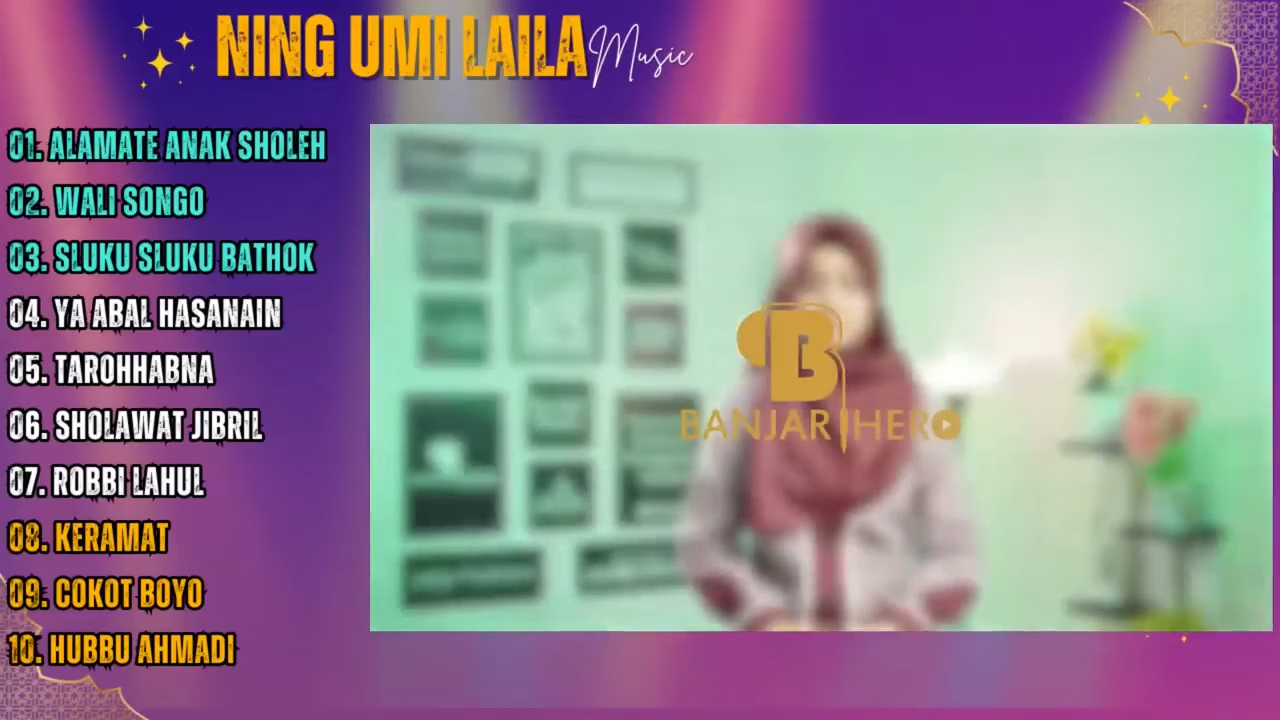 NING UMI LAILA Music
01. ALAMATE ANAK SHOLEH
02. WALI SONGO
03. SLUKU SLUKU BATHOK
04. YA ABAL HASANAIN
05. TAROHHABNA
06. SHOLAWAT JIBRIL
07. ROBBI LAHUL
08. KERAMAT
09. COKOT BOYO
10. HUBBU AHMADI
B
BANJAR HERO